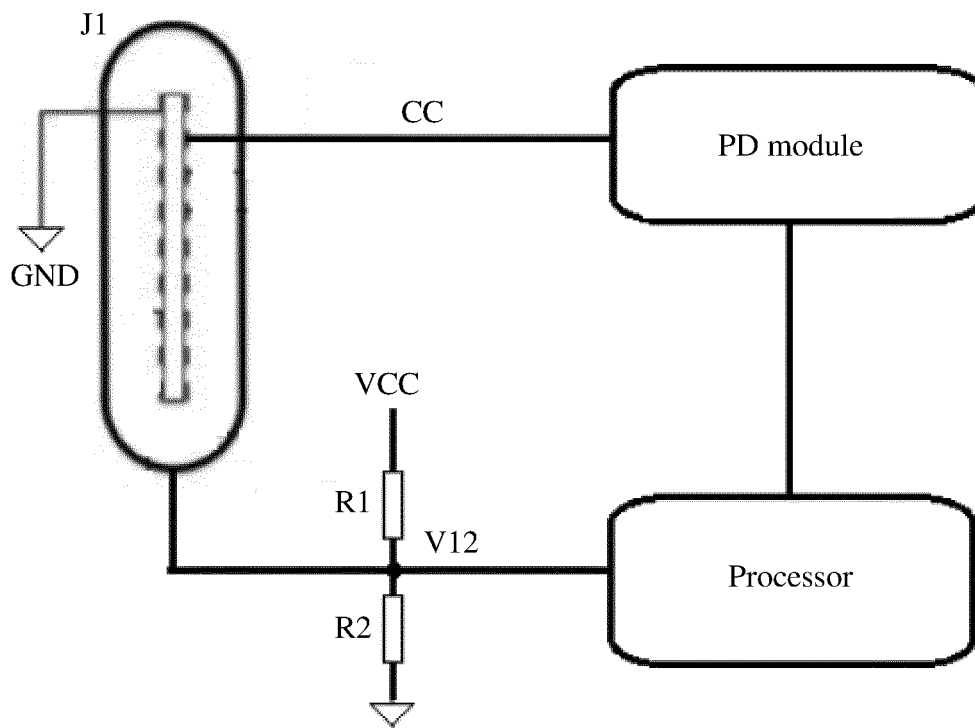 J1
CC
PD module
GND
VCC
R1
V12
Processor
R2